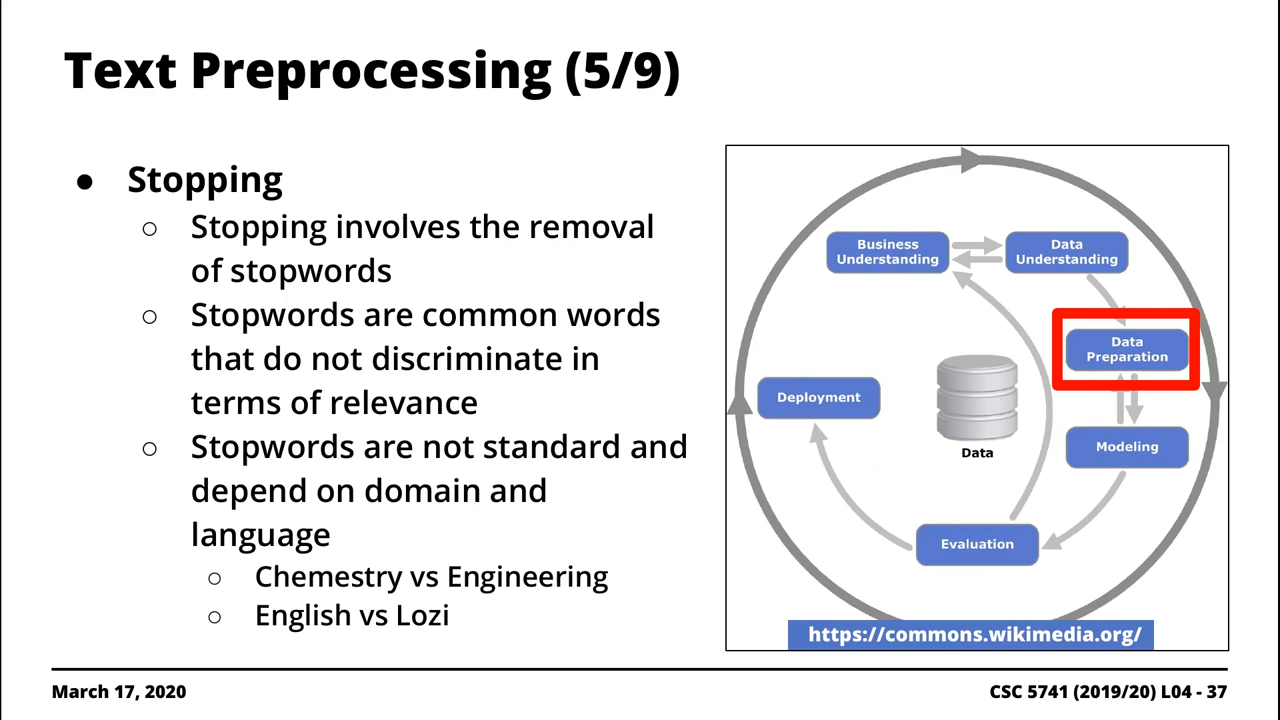 Text Preprocessing (5/9)
● Stopping
○ Stopping involves the removal
of stopwords
○ Stopwords are common words
that do not discriminate in
terms of relevance
○ Stopwords are not standard and
depend on domain and
language
○ Chemestry vs Engineering
○ English vs Lozi
Business
Understanding
Data
Understanding
Data
Preparation
Deployment
Data
Modeling
Evaluation
https://commons.wikimedia.org/
March 17, 2020
CSC 5741 (2019/20) L04 - 37